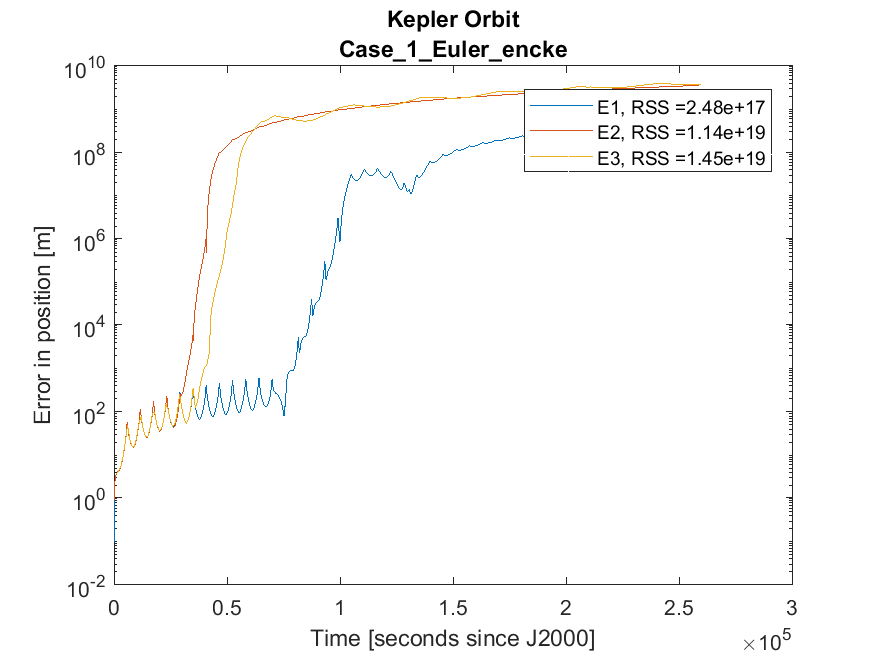 Kepler Orbit
Case_1_Euler_encke
10^10
10^8
10^6
10^4
10^2
10^0
10^-2
Error in position [m]
E1, RSS =2.48e+17
E2, RSS =1.14e+19
E3, RSS =1.45e+19
0 0.5 1 1.5 2 2.5 3
Time [seconds since J2000]
×10^5